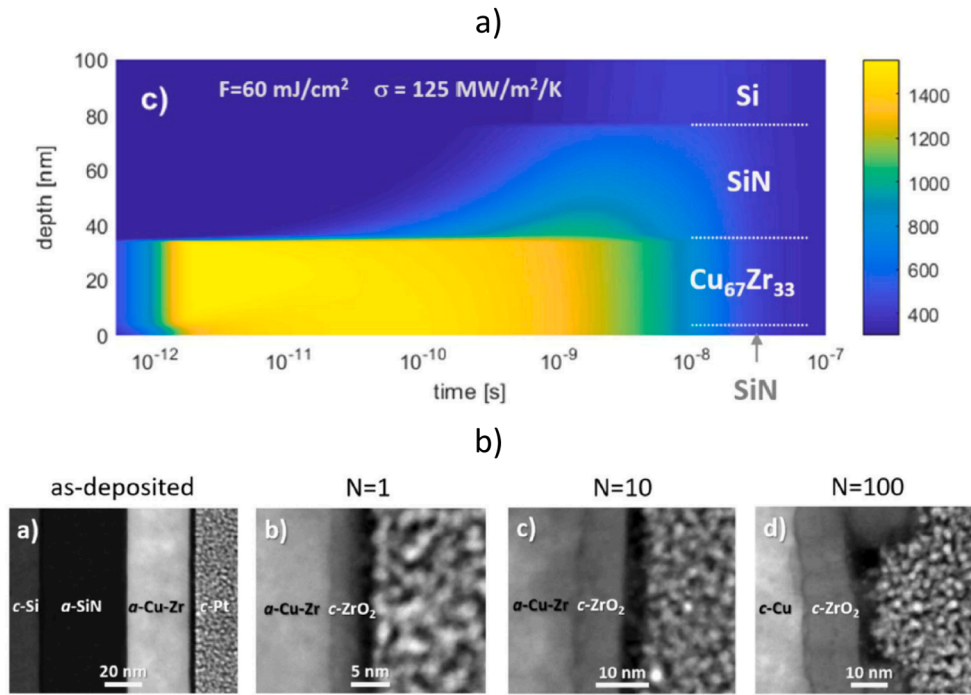 a)
c) F=60 mJ/cm² σ = 125 MW/m²/K
100
80
60
40
20
0
depth [nm]
Si
SiN
Cu₆₇Zr₃₃
1400
1200
1000
800
600
400
10⁻¹² 10⁻¹¹ 10⁻¹⁰ 10⁻⁹ 10⁻⁸ 10⁻⁷
time [s]
SiN
b)
as-deposited N=1 N=10 N=100
a) b) c) d)
c-Si a-SiN a-Cu-Zr c-Pt
20 nm
a-Cu-Zr c-ZrO₂
5 nm
a-Cu-Zr c-ZrO₂
10 nm
c-Cu c-ZrO₂
10 nm